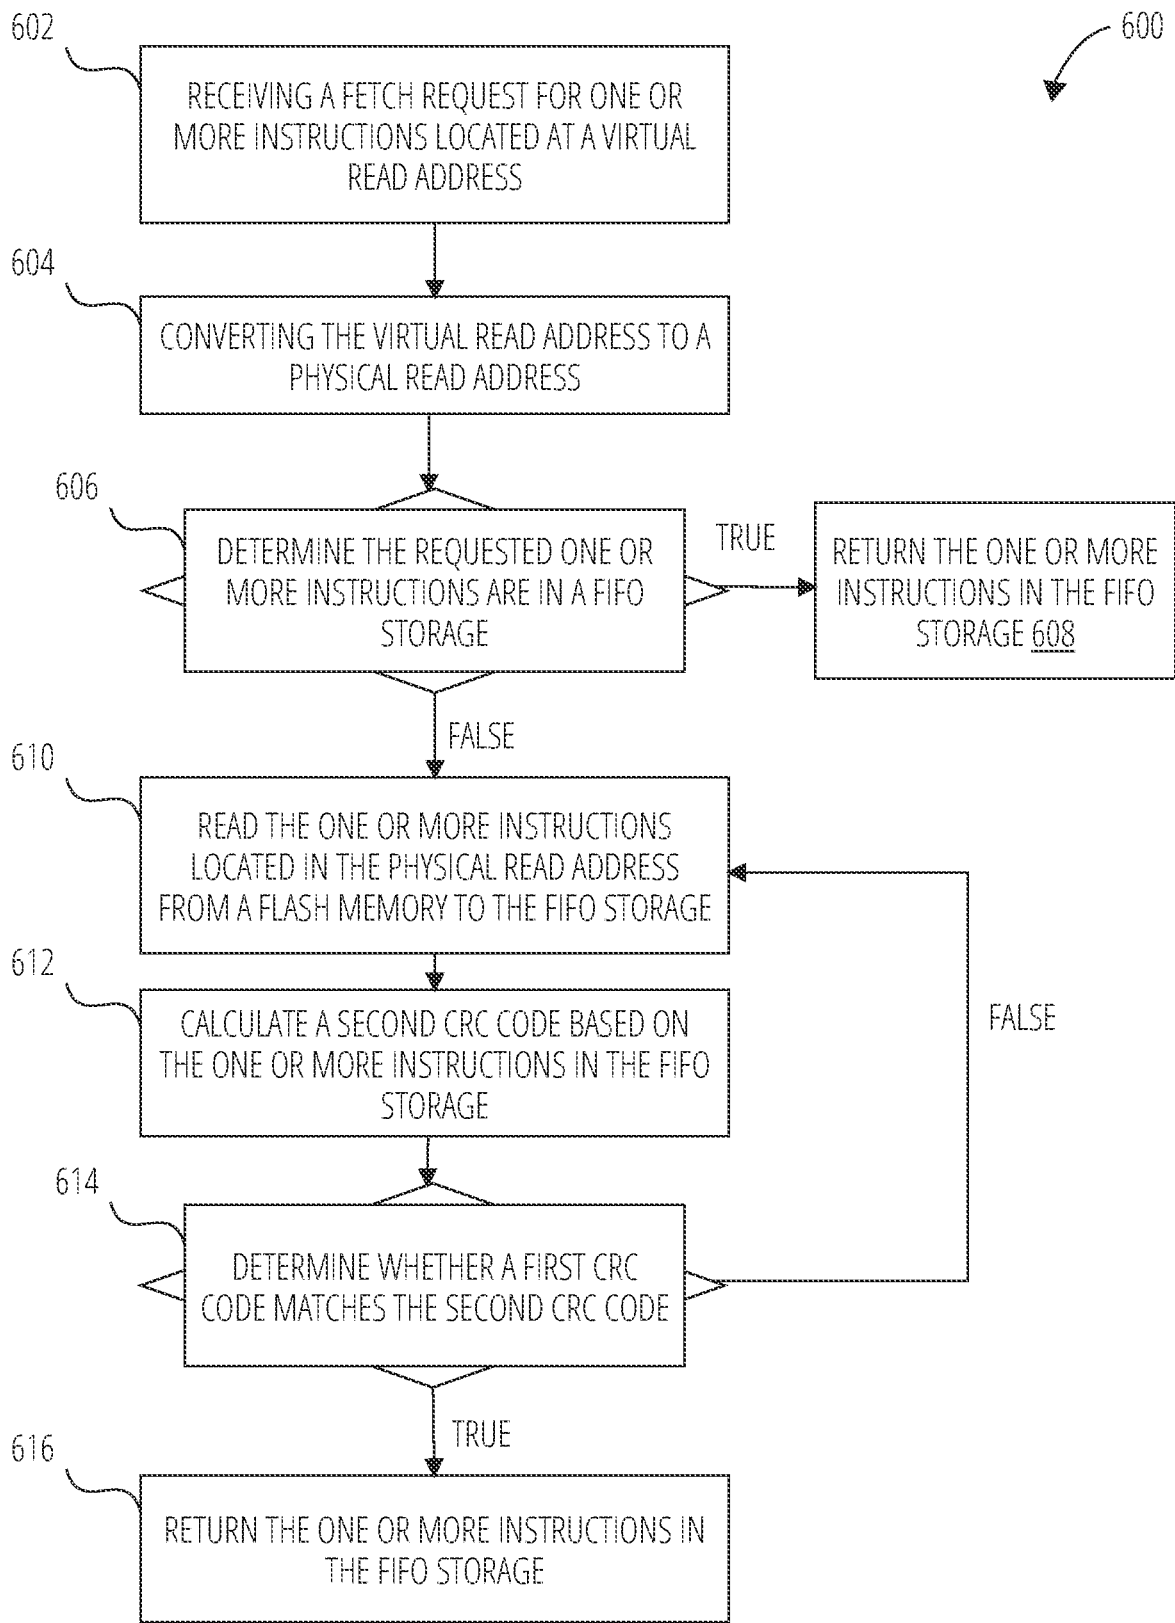 602
600
RECEIVING A FETCH REQUEST FOR ONE OR
MORE INSTRUCTIONS LOCATED AT A VIRTUAL
READ ADDRESS
604
CONVERTING THE VIRTUAL READ ADDRESS TO A
PHYSICAL READ ADDRESS
606
DETERMINE THE REQUESTED ONE OR
MORE INSTRUCTIONS ARE IN A FIFO
STORAGE
TRUE
RETURN THE ONE OR MORE
INSTRUCTIONS IN THE FIFO
STORAGE 608
FALSE
610
READ THE ONE OR MORE INSTRUCTIONS
LOCATED IN THE PHYSICAL READ ADDRESS
FROM A FLASH MEMORY TO THE FIFO STORAGE
612
CALCULATE A SECOND CRC CODE BASED ON
THE ONE OR MORE INSTRUCTIONS IN THE FIFO
STORAGE
FALSE
614
DETERMINE WHETHER A FIRST CRC
CODE MATCHES THE SECOND CRC CODE
TRUE
616
RETURN THE ONE OR MORE INSTRUCTIONS IN
THE FIFO STORAGE